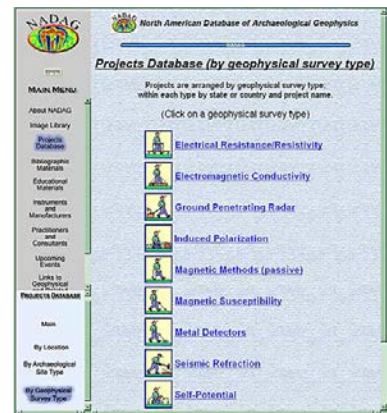 NADAG
MAIN MENU
About NADAG
Image Library
Projects
Database
Bibliographic
Materials
Educational
Materials
Instruments
and
Manufacturers
Practitioners
and
Consultants
Upcoming
Events
Links to
Geophysical
PROJECTS DATABASE
Main
By Location
By Archaeological
Site Type
By Geophysical
Survey Type
NADAG
North American Database of Archaeological Geophysics
Projects Database (by geophysical survey type)
Projects are arranged by geophysical survey type;
within each type by state or country and project name.
(Click on a geophysical survey type)
Electrical Resistance/Resistivity
Electromagnetic Conductivity
Ground Penetrating Radar
Induced Polarization
Magnetic Methods (passive)
Magnetic Susceptibility
Metal Detectors
Seismic Refraction
Self-Potential